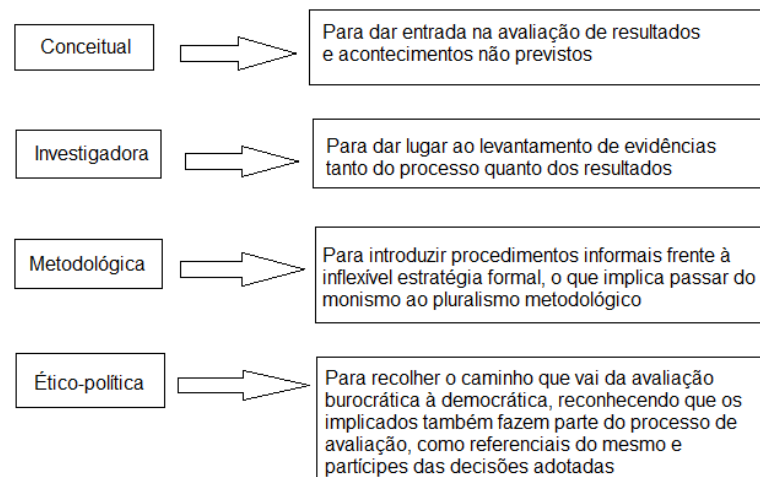 Conceitual
Para dar entrada na avaliação de resultados
e acontecimentos não previstos
Investigadora
Para dar lugar ao levantamento de evidências
tanto do processo quanto dos resultados
Metodológica
Para introduzir procedimentos informais frente à
inflexível estratégia formal, o que implica passar do
monismo ao pluralismo metodológico
Ético-política
Para recolher o caminho que vai da avaliação
burocrática à democrática, reconhecendo que os
implicados também fazem parte do processo de
avaliação, como referenciais do mesmo e
partícipes das decisões adotadas